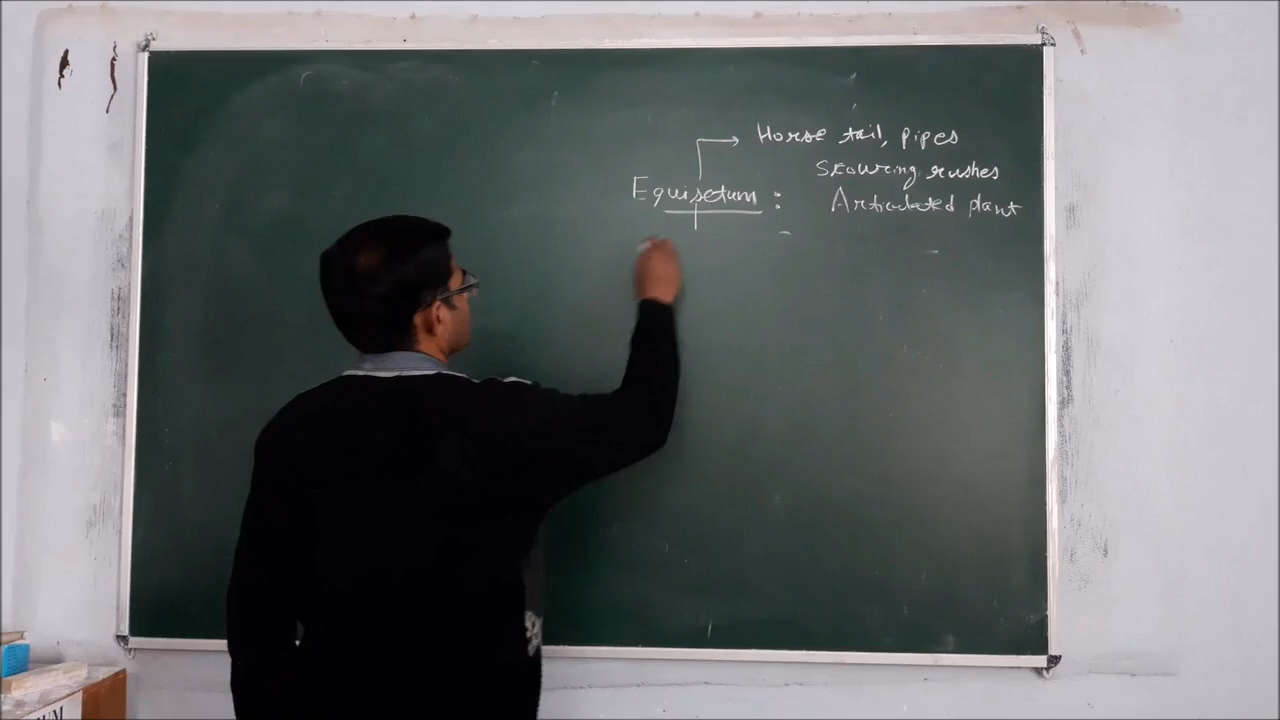 Horse tail, pipes
Scouring rushes
Equisetum : Articulated plant